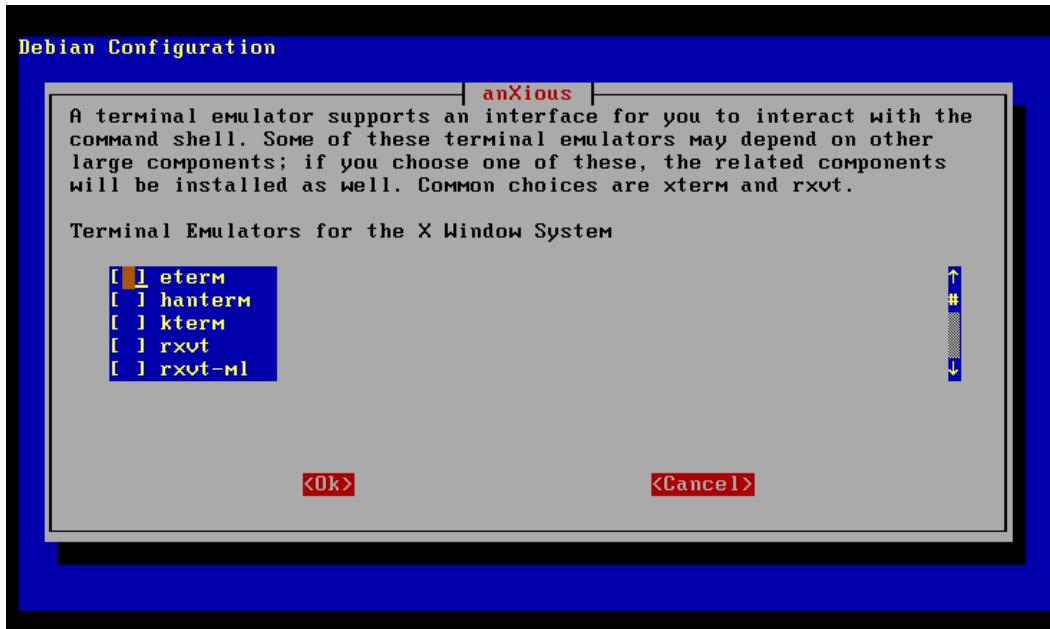 Debian Configuration
anXious
A terminal emulator supports an interface for you to interact with the
command shell. Some of these terminal emulators may depend on other
large components; if you choose one of these, the related components
will be installed as well. Common choices are xterm and rxvt.
Terminal Emulators for the X Window System
[ ] eterm
[ ] hanterm
[ ] kterm
[ ] rxvt
[ ] rxvt-ml
<Ok> <Cancel>